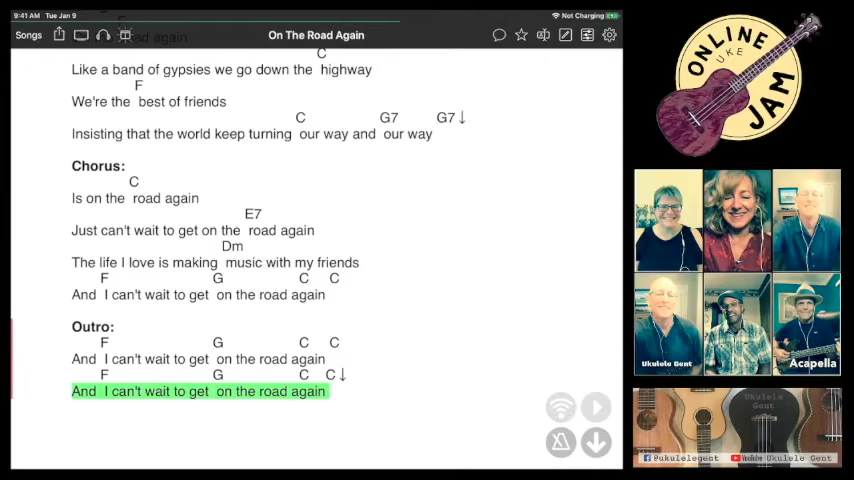 9:41 AM Tue Jan 9
Not Charging
Songs
On The Road Again
road again
C
Like a band of gypsies we go down the highway
F
We're the best of friends
C G7 G7↓
Insisting that the world keep turning our way and our way
Chorus:
C
Is on the road again
E7
Just can't wait to get on the road again
Dm
The life I love is making music with my friends
F G C C
And I can't wait to get on the road again
Outro:
F G C C
And I can't wait to get on the road again
F G C C↓
And I can't wait to get on the road again
ONLINE
UKE
JAM
Ukulele Gent
Acapella
Ukulele
Gent
@ukulelegent
Ukulele Gent